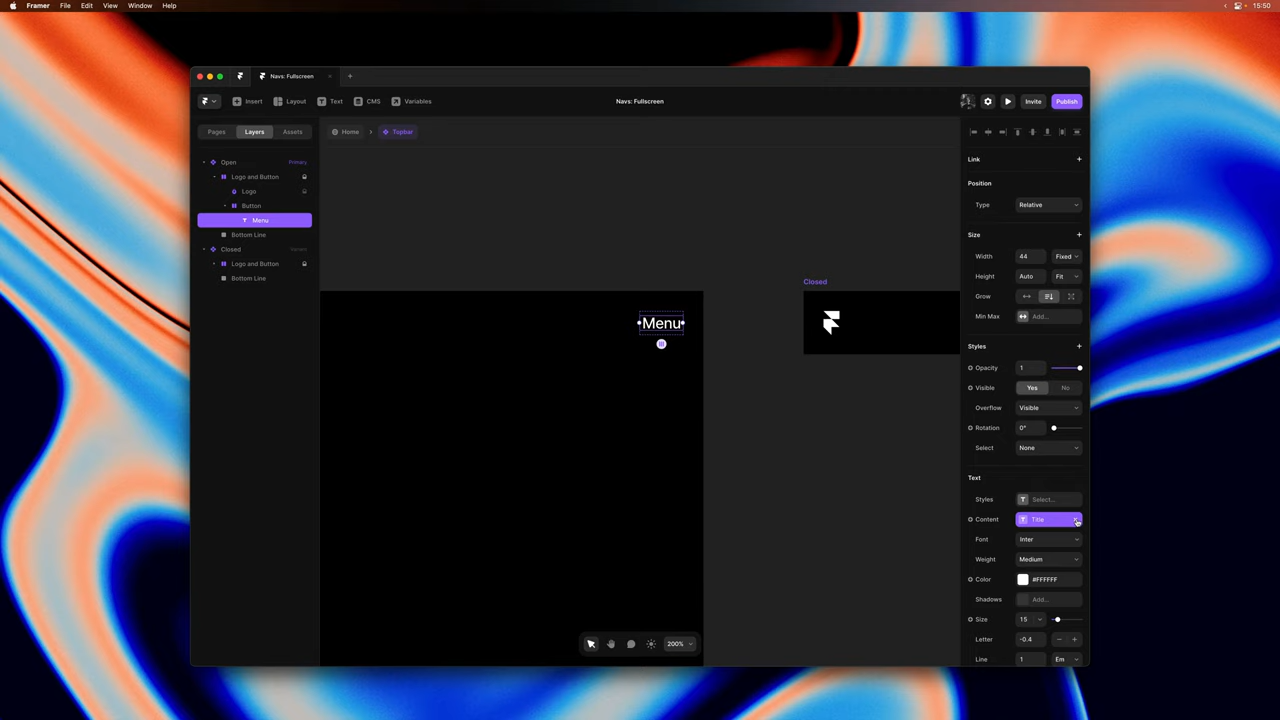 Framer File Edit View Window Help 15:50
Navs: Fullscreen
Insert Layout Text CMS Variables Navs: Fullscreen Invite Publish
Pages Layers Assets Home Topbar
Link
Open Primary
Logo and Button
Position
Logo
Type Relative
Button
Menu
Bottom Line
Size
Closed Variant
Width 44 Fixed
Logo and Button
Height Auto Fit
Bottom Line
Closed
Grow
Min Max Add...
Menu
Styles
Opacity 1
Visible Yes No
Overflow Visible
Rotation 0°
Select None
Text
Styles Select...
Content Title
Font Inter
Weight Medium
Color #FFFFFF
Shadows Add...
Size 15
Letter -0.4
200%
Line 1 Em